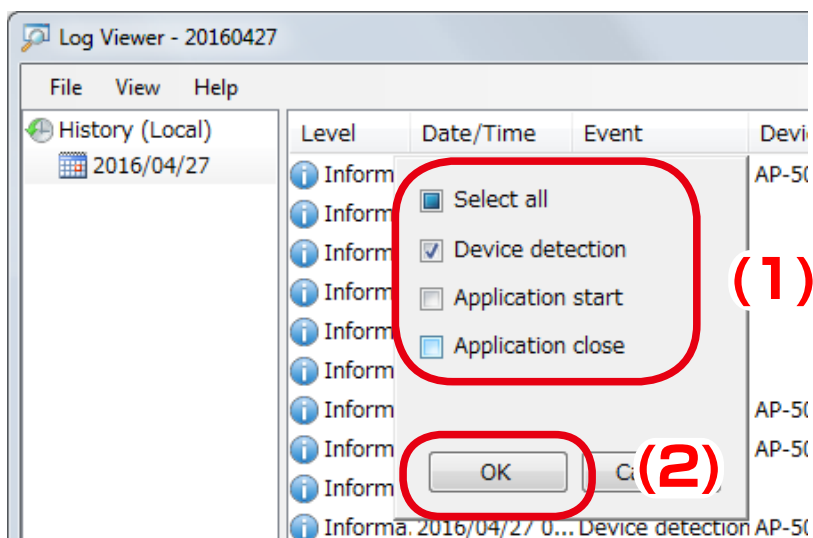 Log Viewer - 20160427
File View Help
History (Local)
2016/04/27
Level Date/Time Event Devi
Inform AP-50
Inform
Inform
Inform
Inform
Inform
Inform AP-50
Inform AP-50
Inform
Informa. 2016/04/27 0... Device detection AP-50
Select all
Device detection
Application start
Application close
(1)
OK Ca
(2)